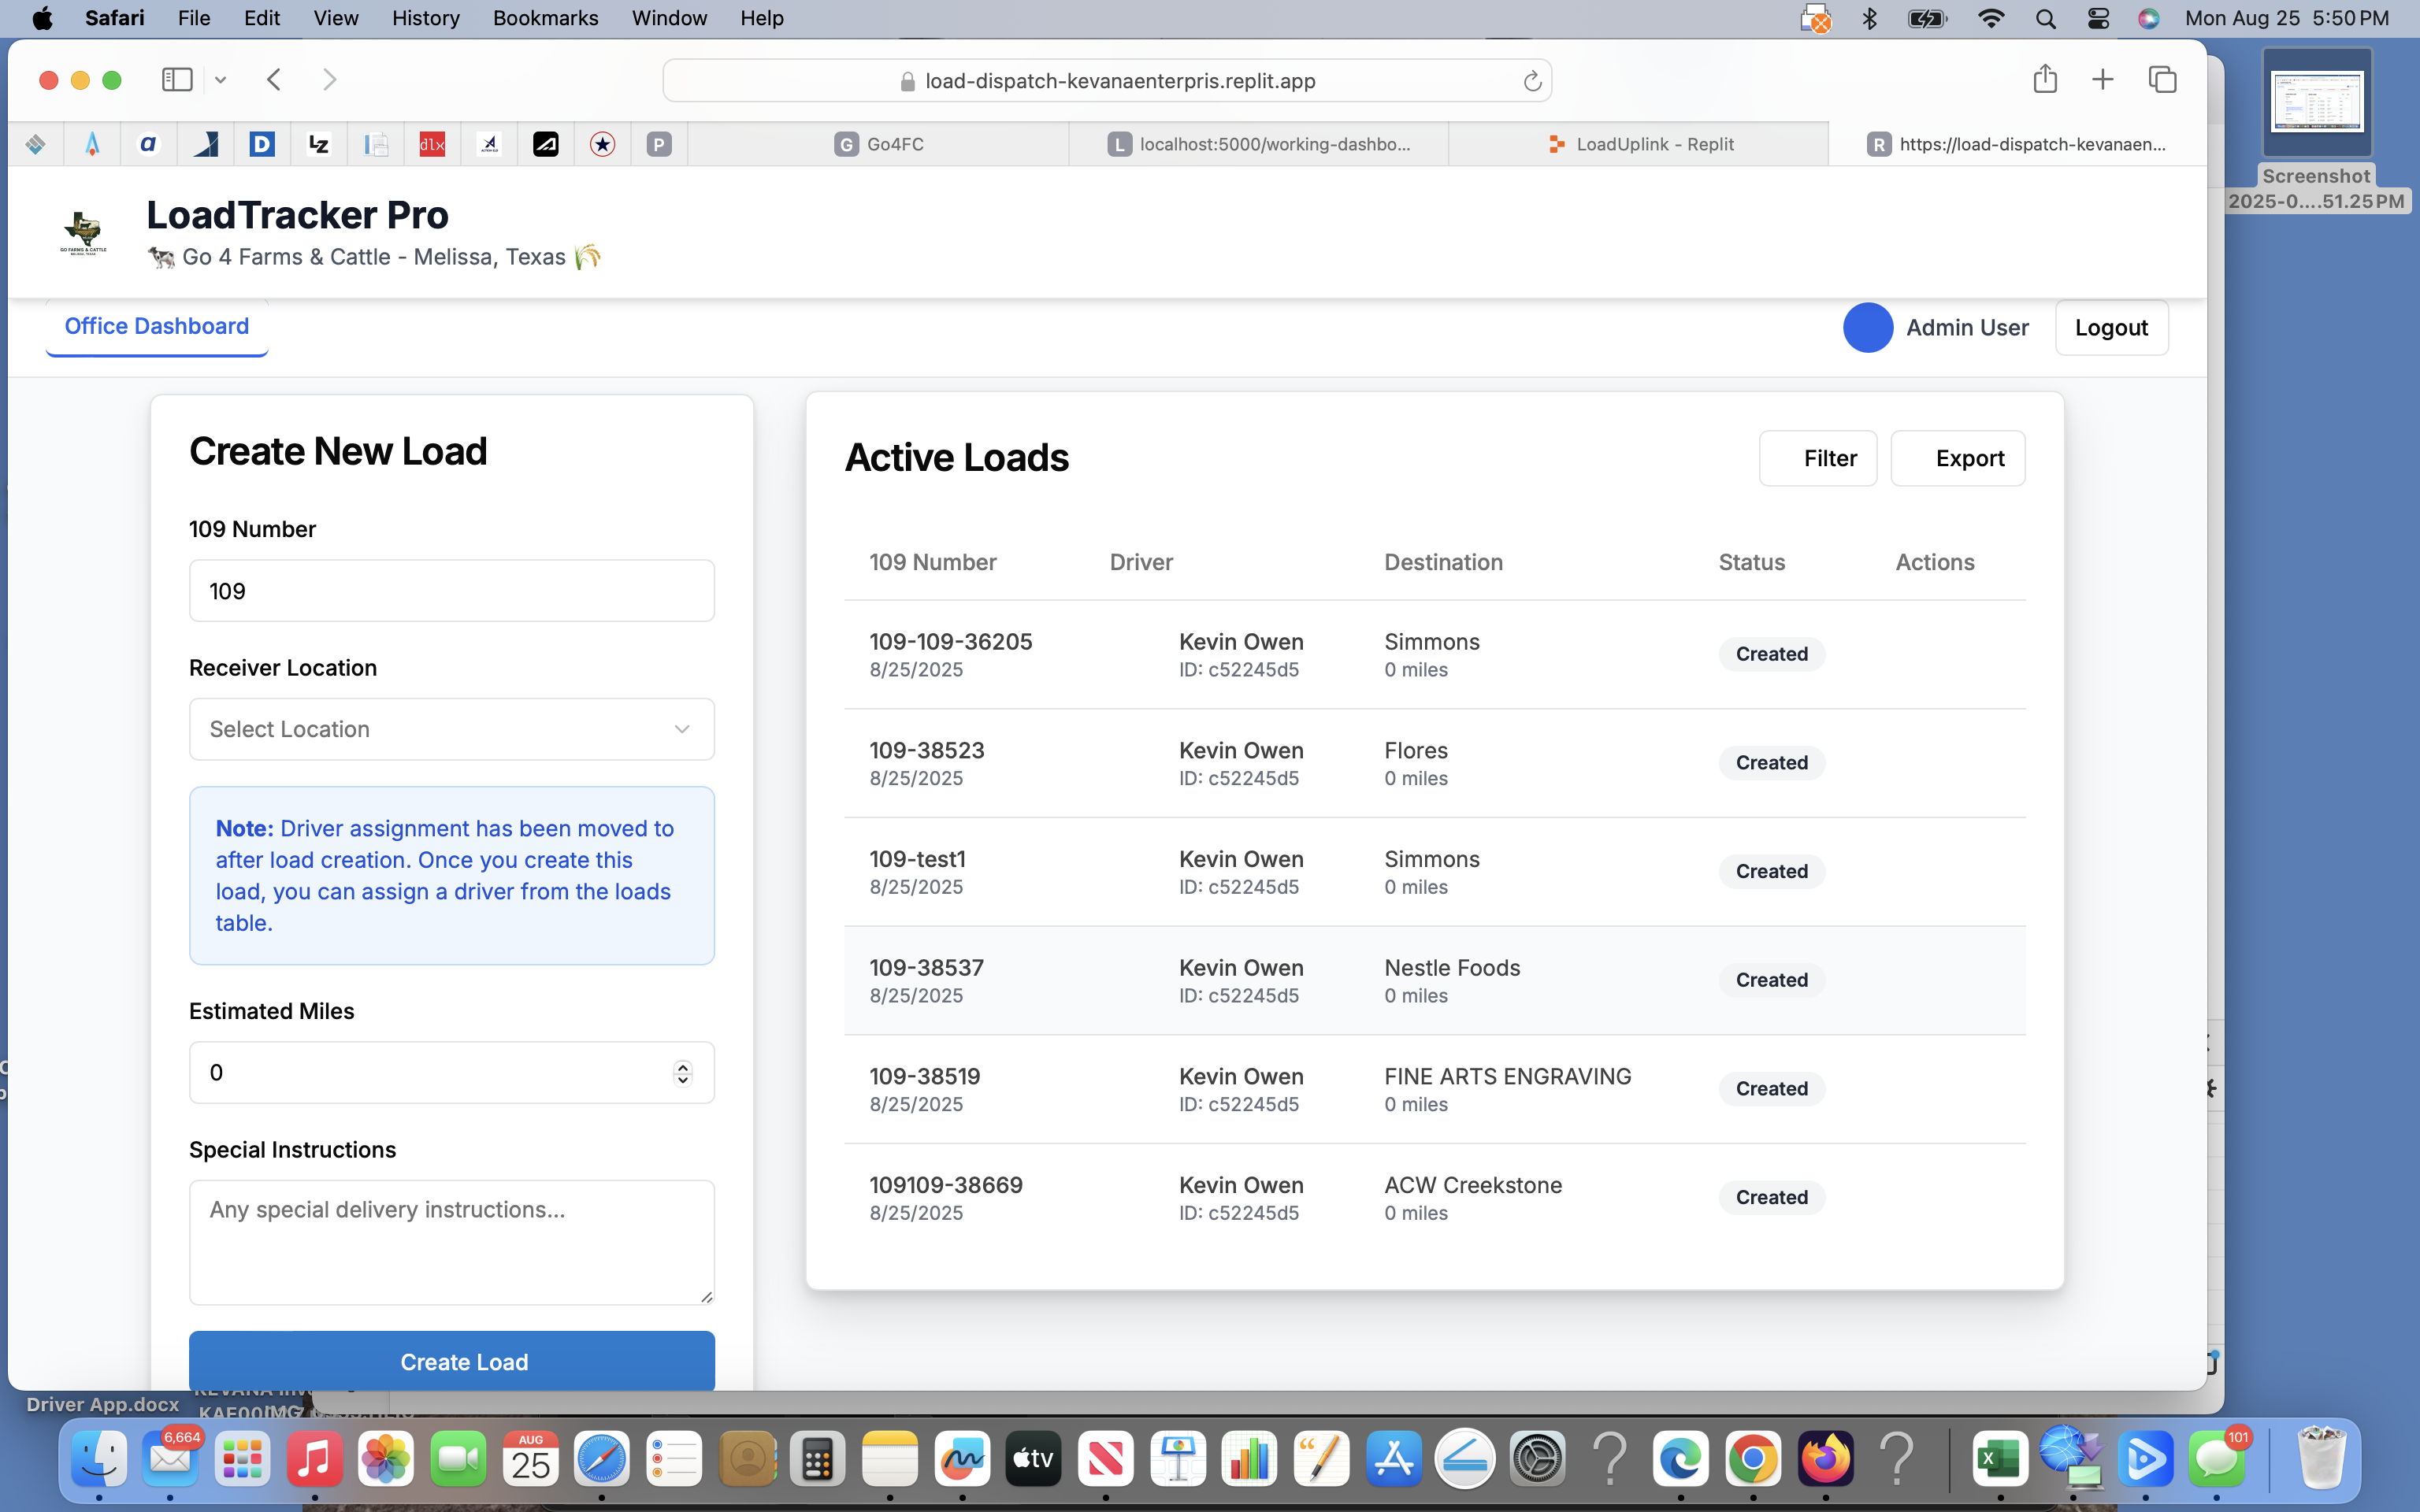 Safari File Edit View History Bookmarks Window Help Mon Aug 25 5:50 PM
load-dispatch-kevanaenterpris.replit.app
a D LZ dlx P G Go4FC L localhost:5000/working-dashbo... LoadUplink - Replit R https://load-dispatch-kevanaen...
Screenshot
2025-0....51.25 PM
LoadTracker Pro
GO FARMS & CATTLE
🐄 Go 4 Farms & Cattle - Melissa, Texas 🌾
Office Dashboard
Admin User
Logout
Create New Load
109 Number
109
Receiver Location
Select Location
Note: Driver assignment has been moved to
after load creation. Once you create this
load, you can assign a driver from the loads
table.
Estimated Miles
0
Special Instructions
Any special delivery instructions...
Create Load
Active Loads
Filter
Export
109 Number Driver Destination Status Actions
109-109-36205 Kevin Owen Simmons Created
8/25/2025 ID: c52245d5 0 miles
109-38523 Kevin Owen Flores Created
8/25/2025 ID: c52245d5 0 miles
109-test1 Kevin Owen Simmons Created
8/25/2025 ID: c52245d5 0 miles
109-38537 Kevin Owen Nestle Foods Created
8/25/2025 ID: c52245d5 0 miles
109-38519 Kevin Owen FINE ARTS ENGRAVING Created
8/25/2025 ID: c52245d5 0 miles
109109-38669 Kevin Owen ACW Creekstone Created
8/25/2025 ID: c52245d5 0 miles
Driver App.docx
6,664
AUG
25
tv
101